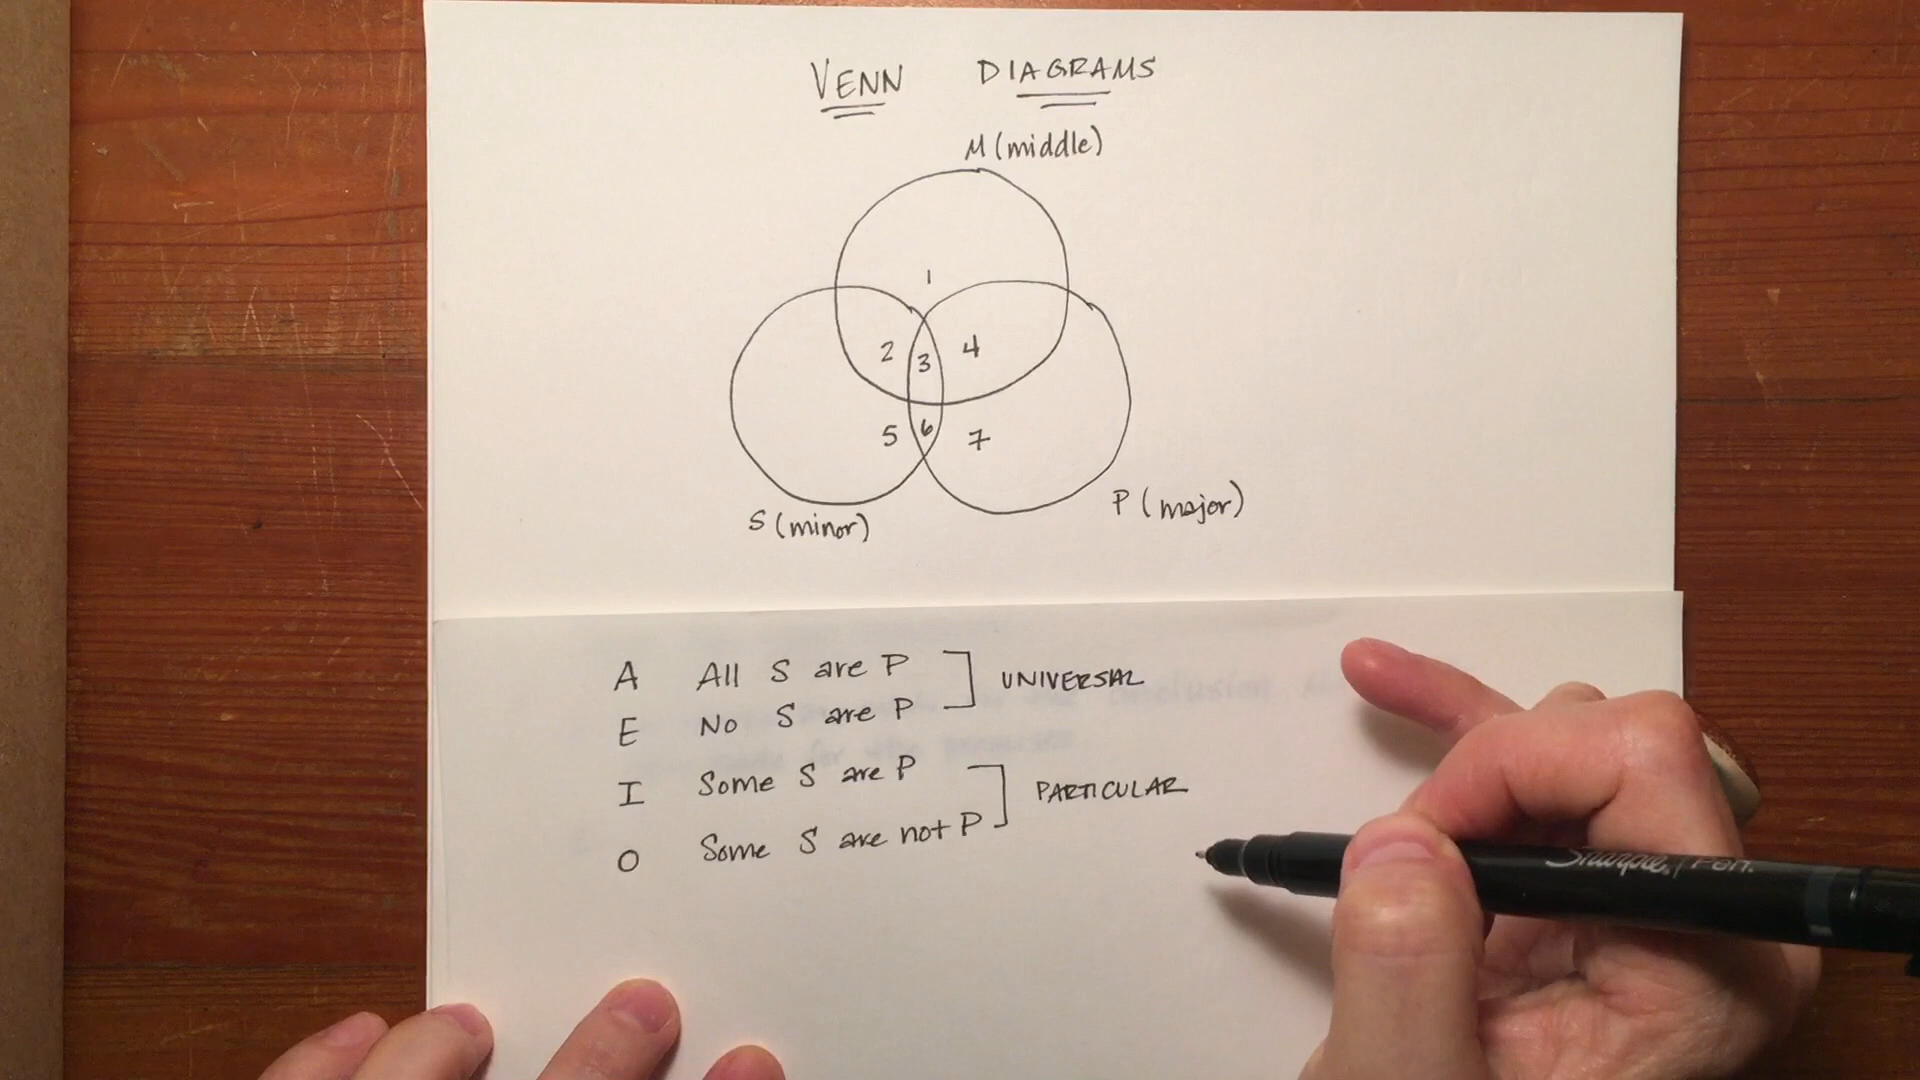 VENN DIAGRAMS
M (middle)
1
2 3 4
5 6 7
S (minor)
P (major)
A All S are P
UNIVERSAL
E No S are P
I Some S are P
PARTICULAR
O Some S are not P
Sharpie. Pen.